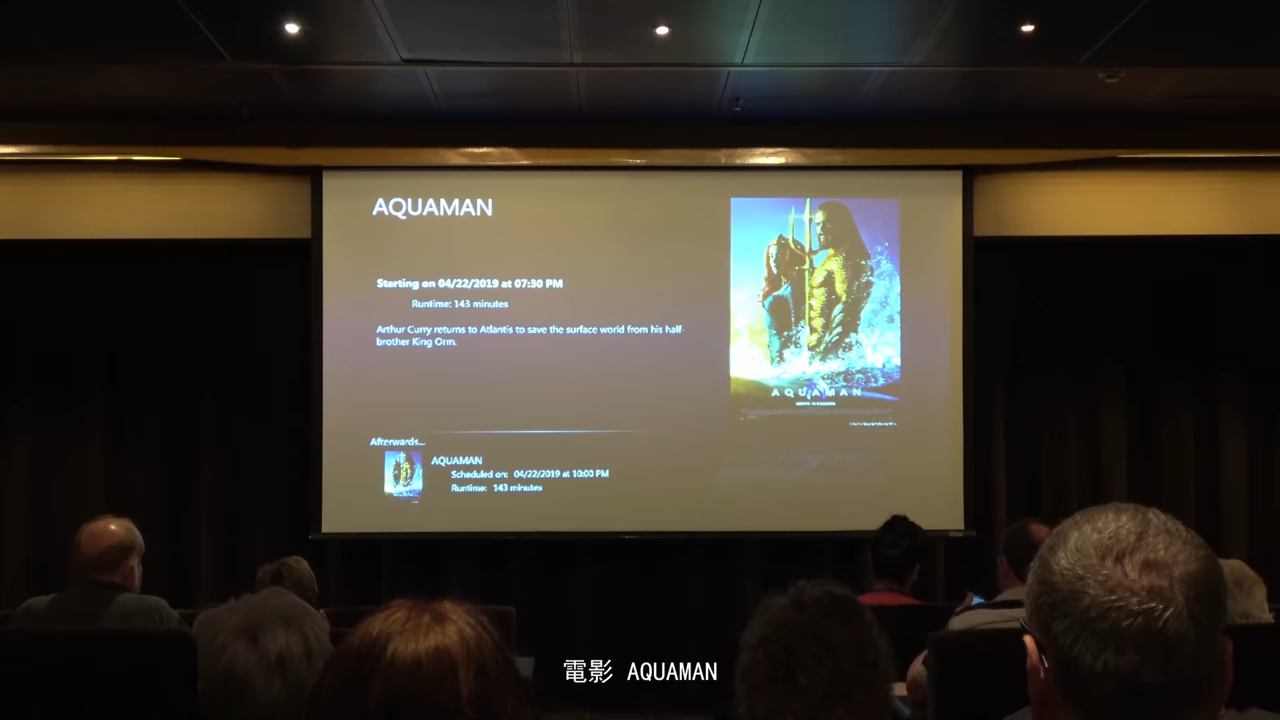 AQUAMAN
Starting on 04/22/2019 at 07:30 PM
Runtime: 143 minutes
Arthur Curry returns to Atlantis to save the surface world from his half-
brother King Orm.
AQUAMAN
Afterwards...
AQUAMAN
Scheduled on: 04/22/2019 at 10:00 PM
Runtime: 143 minutes
電影 AQUAMAN